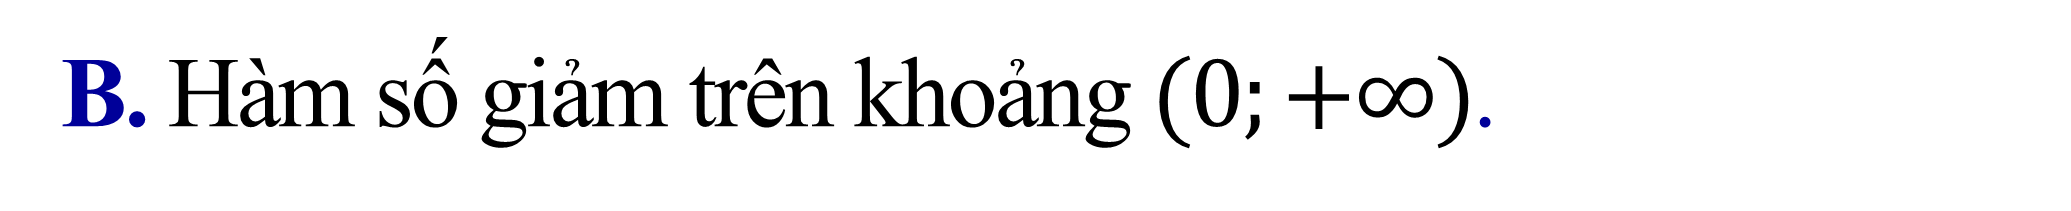 B. Hàm số giảm trên khoảng (0; +∞).